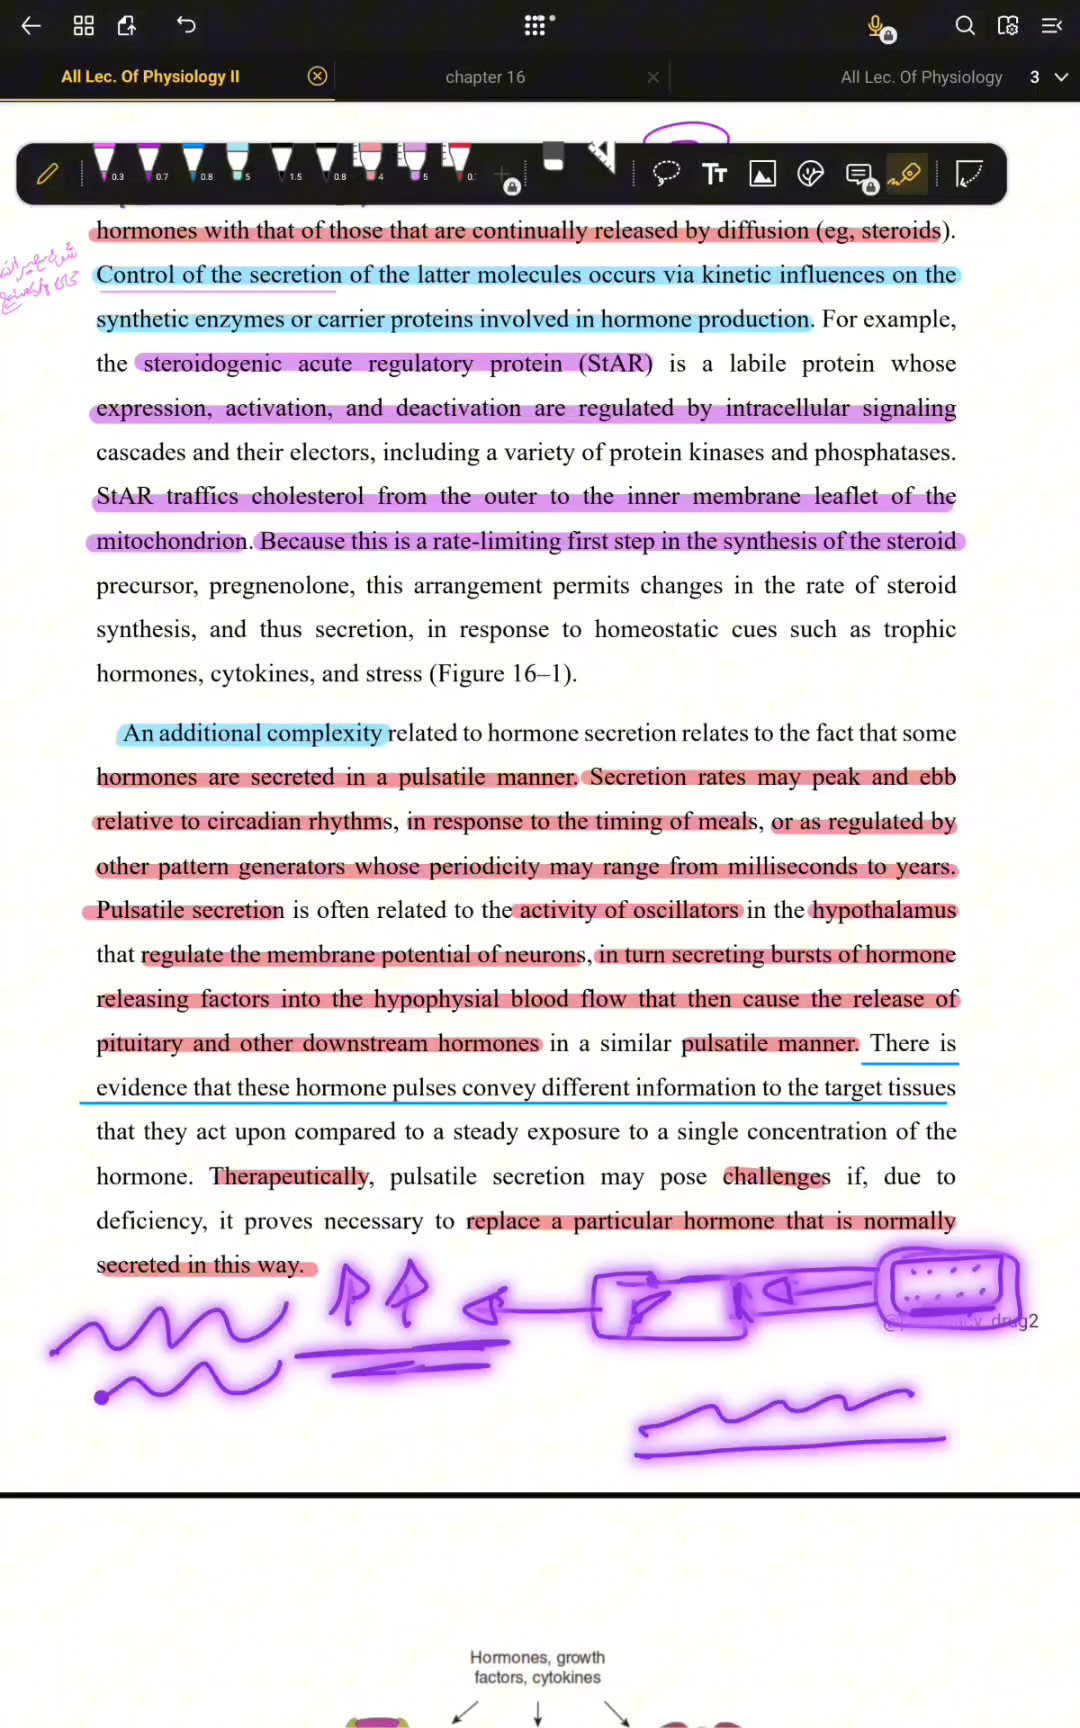 All Lec. Of Physiology II
chapter 16
All Lec. Of Physiology 3
0.3 0.7 0.8 5 1.5 0.8 4 5 0. Tт
hormones with that of those that are continually released by diffusion (eg, steroids).
Control of the secretion of the latter molecules occurs via kinetic influences on the
synthetic enzymes or carrier proteins involved in hormone production. For example,
the steroidogenic acute regulatory protein (StAR) is a labile protein whose
expression, activation, and deactivation are regulated by intracellular signaling
cascades and their electors, including a variety of protein kinases and phosphatases.
StAR traffics cholesterol from the outer to the inner membrane leaflet of the
mitochondrion. Because this is a rate-limiting first step in the synthesis of the steroid
precursor, pregnenolone, this arrangement permits changes in the rate of steroid
synthesis, and thus secretion, in response to homeostatic cues such as trophic
hormones, cytokines, and stress (Figure 16–1).
An additional complexity related to hormone secretion relates to the fact that some
hormones are secreted in a pulsatile manner. Secretion rates may peak and ebb
relative to circadian rhythms, in response to the timing of meals, or as regulated by
other pattern generators whose periodicity may range from milliseconds to years.
Pulsatile secretion is often related to the activity of oscillators in the hypothalamus
that regulate the membrane potential of neurons, in turn secreting bursts of hormone
releasing factors into the hypophysial blood flow that then cause the release of
pituitary and other downstream hormones in a similar pulsatile manner. There is
evidence that these hormone pulses convey different information to the target tissues
that they act upon compared to a steady exposure to a single concentration of the
hormone. Therapeutically, pulsatile secretion may pose challenges if, due to
deficiency, it proves necessary to replace a particular hormone that is normally
secreted in this way.
Hormones, growth
factors, cytokines